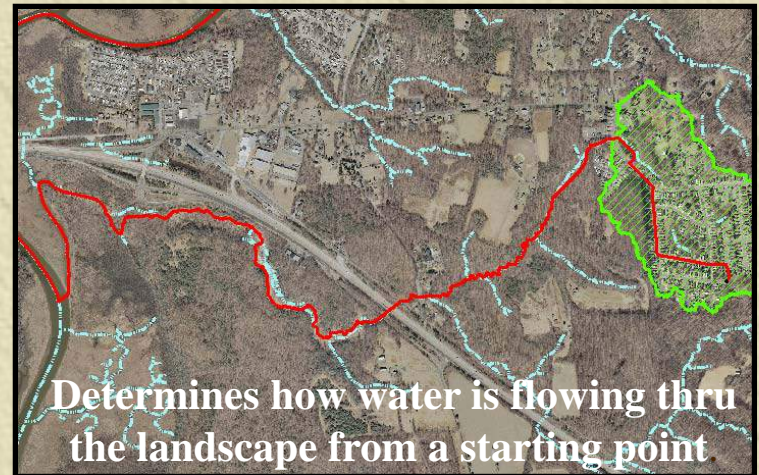 Determines how water is flowing thru
the landscape from a starting point